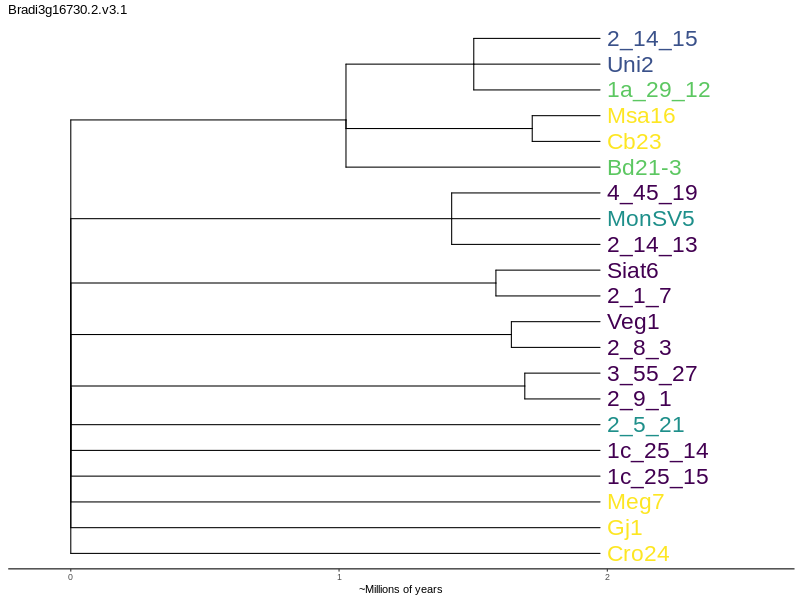 Bradi3g16730.2.v3.1
2_14_15
Uni2
1a_29_12
Msa16
Cb23
Bd21-3
4_45_19
MonSV5
2_14_13
Siat6
2_1_7
Veg1
2_8_3
3_55_27
2_9_1
2_5_21
1c_25_14
1c_25_15
Meg7
Gj1
Cro24
0 1 2
~Millions of years